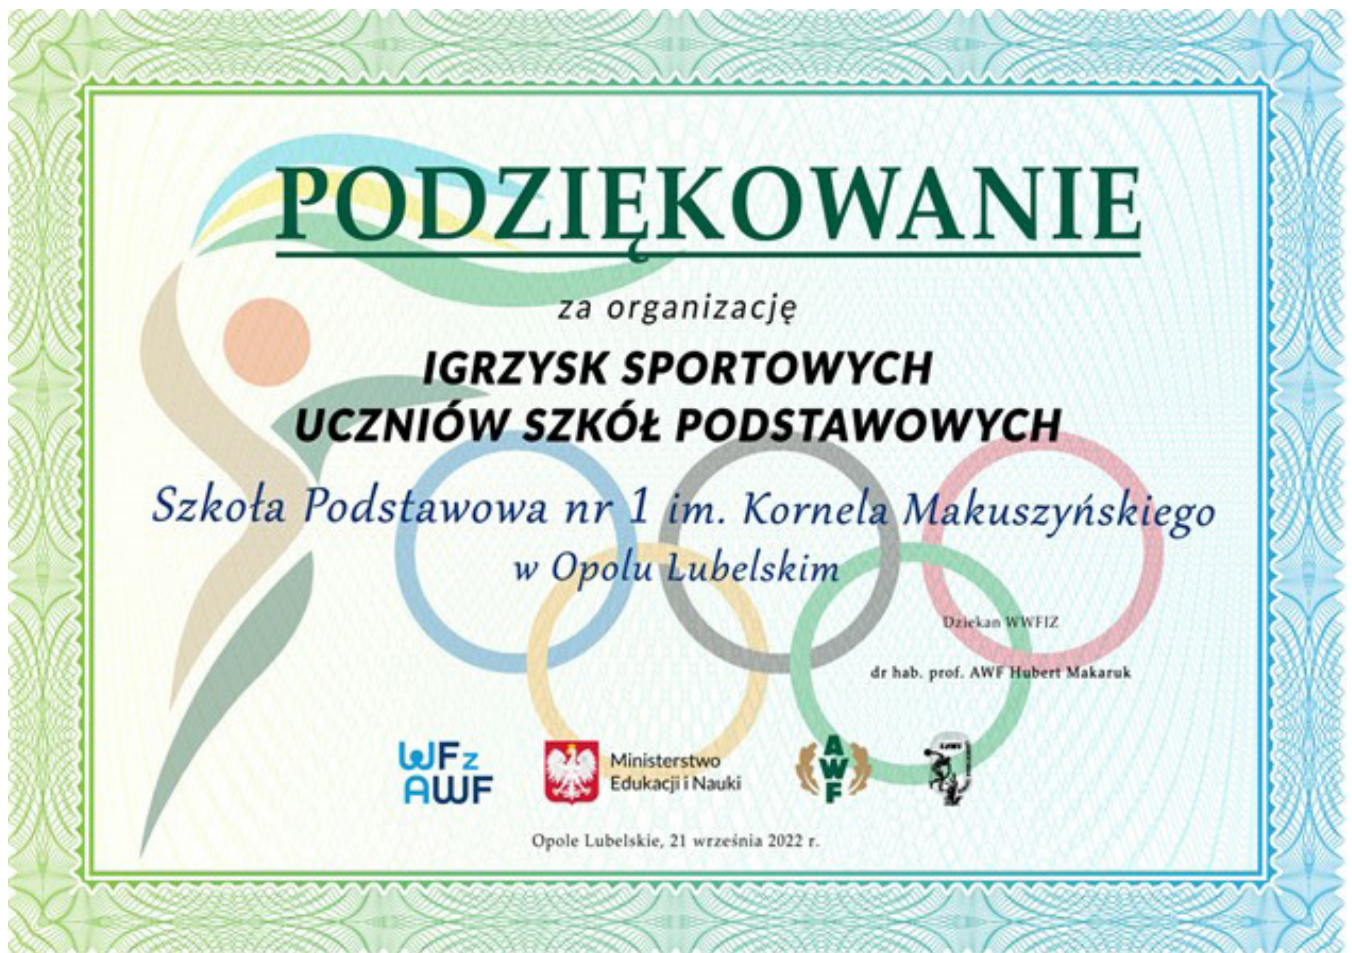 PODZIĘKOWANIE
za organizację
IGRZYSK SPORTOWYCH
UCZNIÓW SZKÓŁ PODSTAWOWYCH
Szkoła Podstawowa nr 1 im. Kornela Makuszyńskiego
w Opolu Lubelskim
Dziekan WWFIZ
dr hab. prof. AWF Hubert Makaruk
WFz
AWF
Ministerstwo
Edukacji i Nauki
AWF
Opole Lubelskie, 21 września 2022 r.